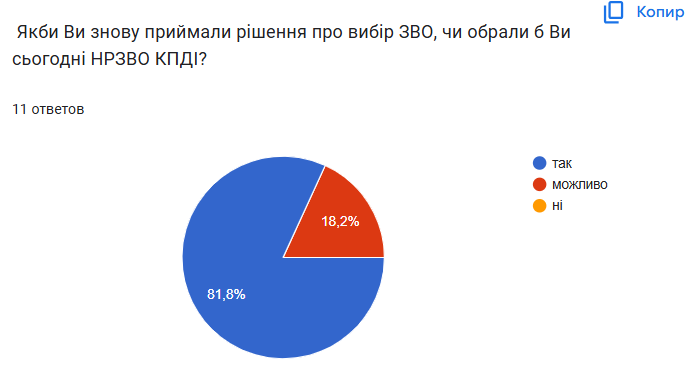 Копир
Якби Ви знову приймали рішення про вибір ЗВО, чи обрали б Ви
сьогодні НРЗВО КПДІ?
11 ответов
так
можливо
ні
18,2%
81,8%